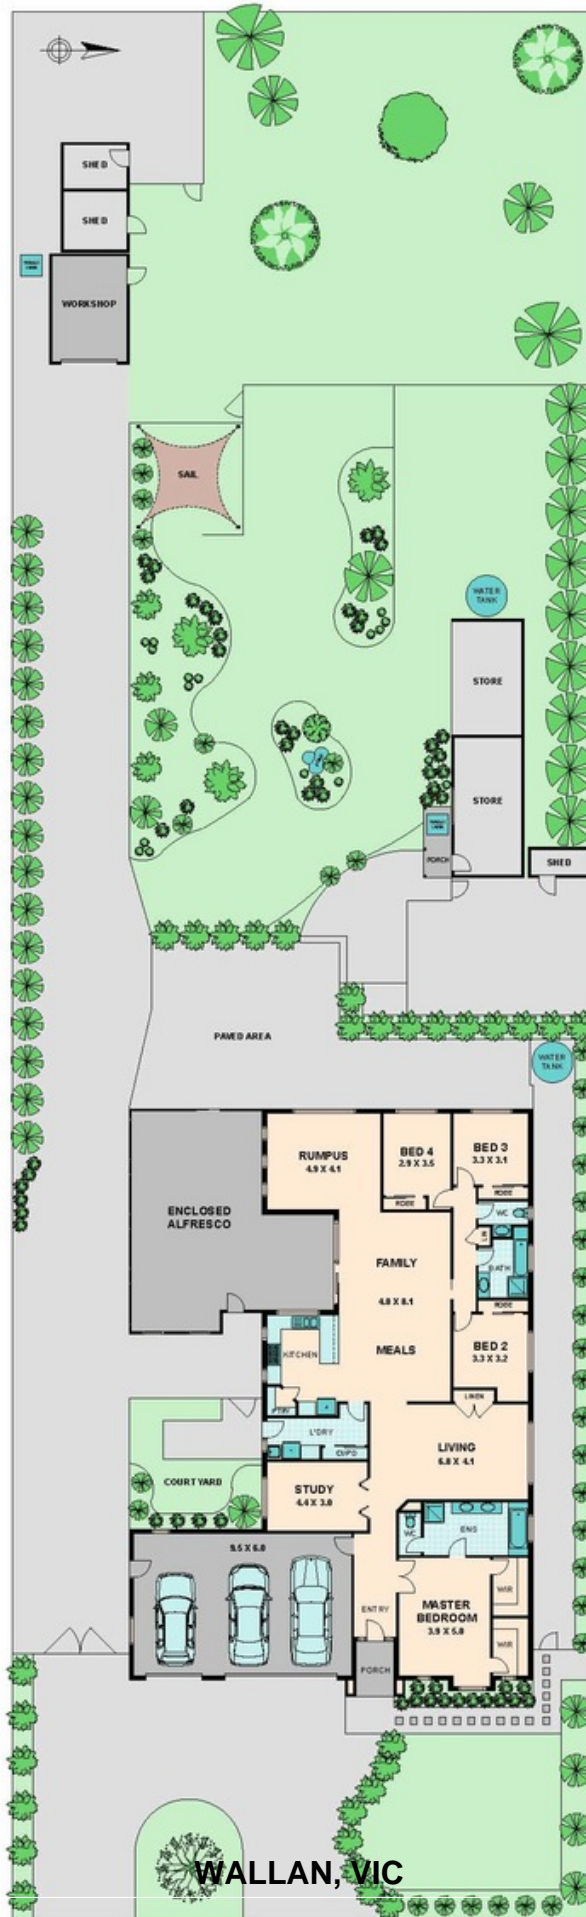 SHED
SHED
WORKSHOP
SAIL
WATER
TANK
STORE
STORE
PORCH
SHED
PAVED AREA
WATER
TANK
RUMPUS
4.9 X 4.1
BED 4
2.9 X 3.5
BED 3
3.3 X 3.1
ROBE
ROBE
WC
ENCLOSED
ALFRESCO
LIN
FAMILY
BATH
4.8 X 8.1
ROBE
KITCHEN
MEALS
BED 2
3.3 X 3.2
LINEN
P'TRY
L'DRY
CUP'D
LIVING
6.8 X 4.1
COURTYARD
STUDY
4.4 X 3.0
WC
ENS
9.5 X 6.0
WIR
MASTER
BEDROOM
3.9 X 5.8
ENTRY
WIR
PORCH
WALLAN, VIC